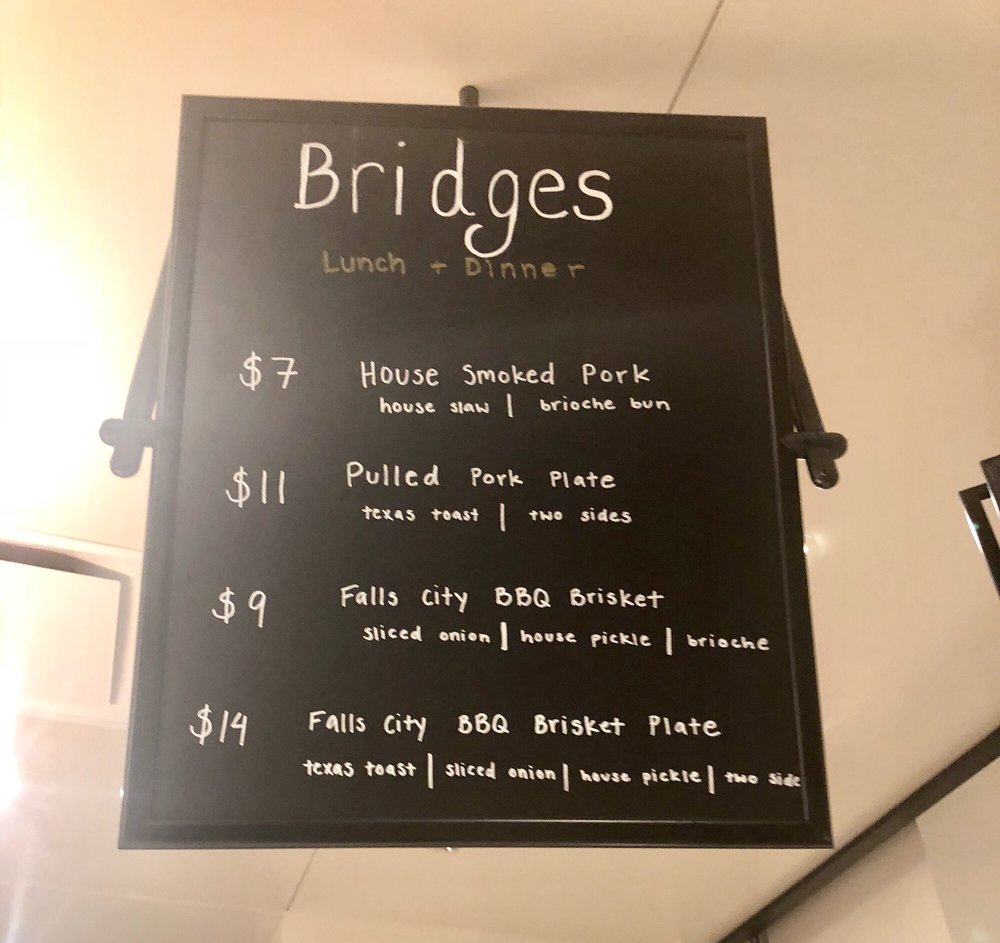 Bridges
Lunch + Dinner
$7 House Smoked Pork
house slaw | brioche bun
$11 Pulled Pork Plate
texas toast | two sides
$9 Falls City BBQ Brisket
sliced onion | house pickle | brioche
$14 Falls City BBQ Brisket Plate
texas toast | sliced onion | house pickle | two side